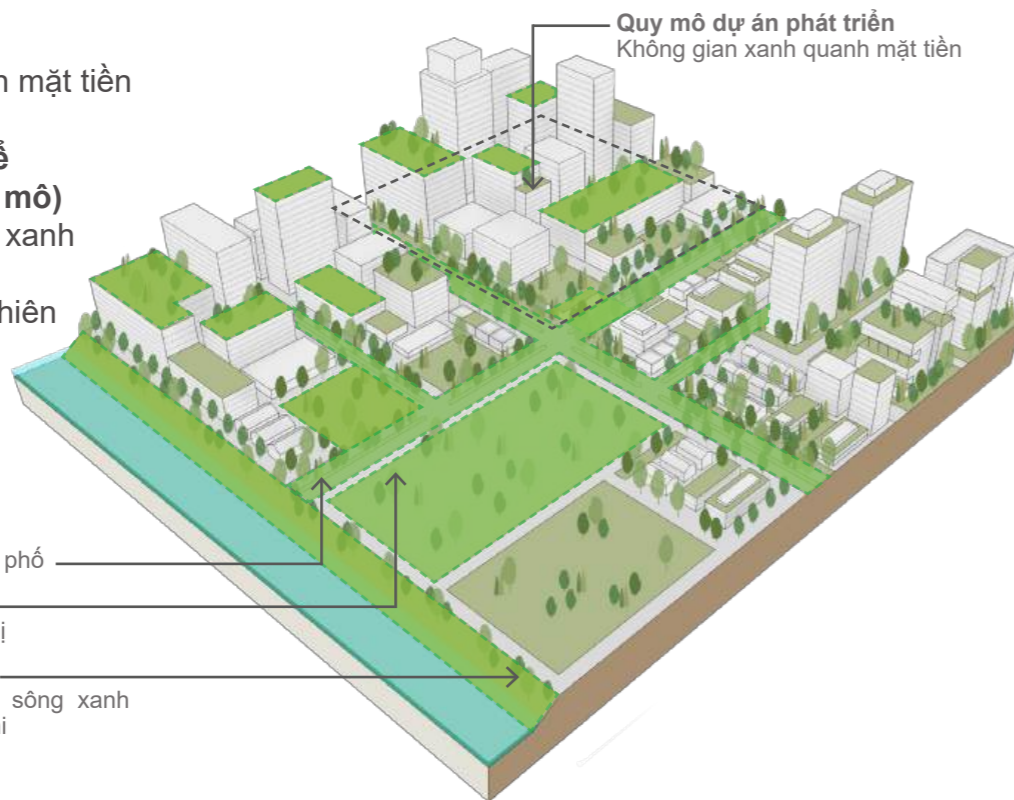 Quy mô dự án phát triển
Không gian xanh quanh mặt tiền
mặt tiền
mô)
xanh
hiên
phố
ị
sông xanh